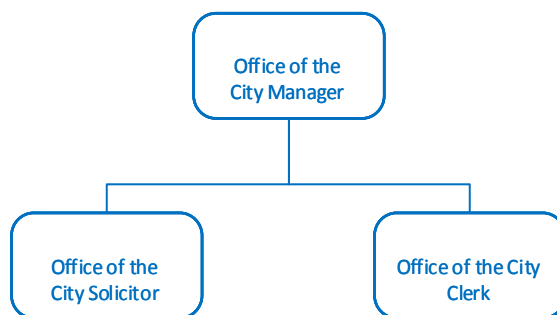 Office of the
City Manager
Office of the
City Solicitor
Office of the City
Clerk